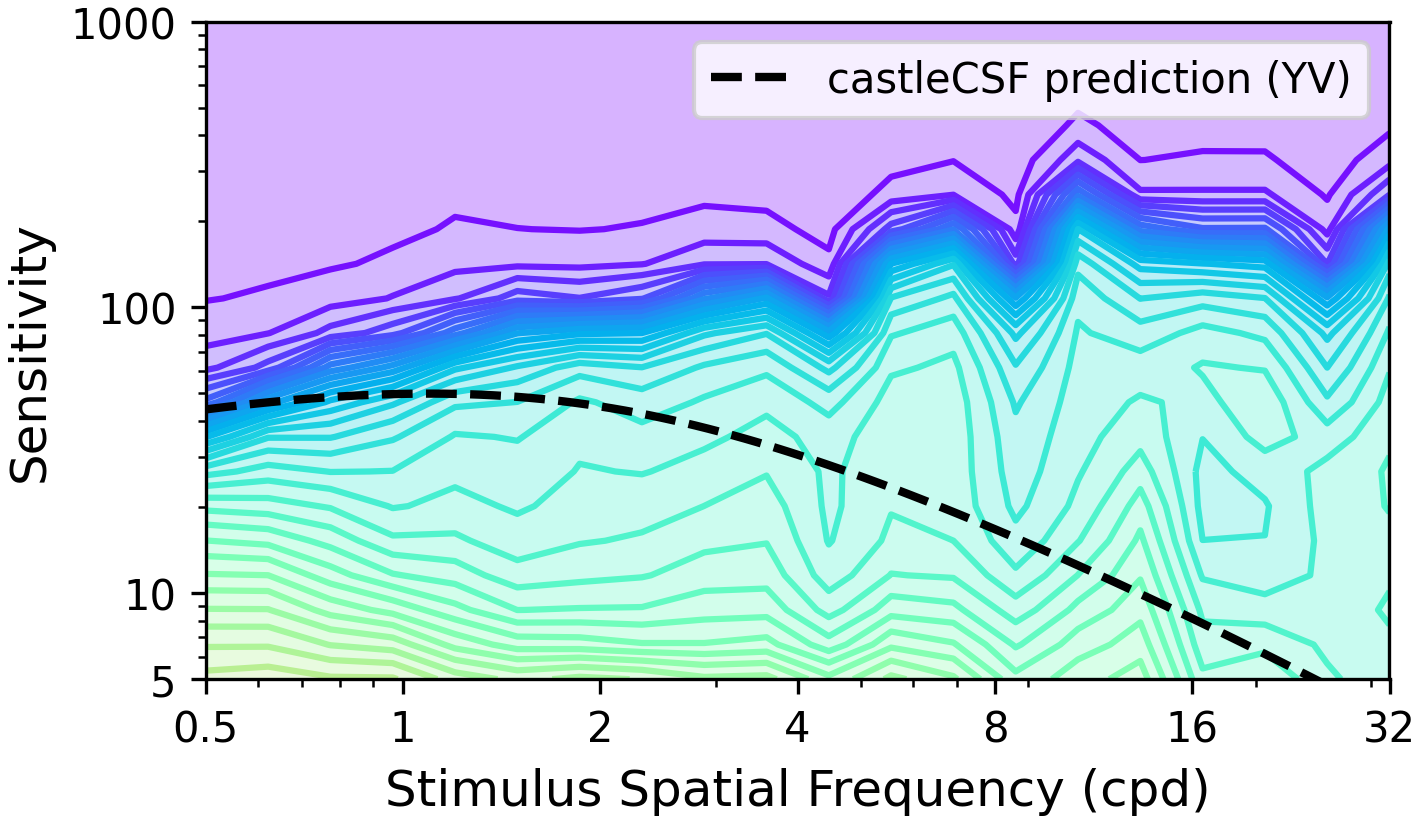 1000
100
10
5
Sensitivity
castleCSF prediction (YV)
0.5 1 2 4 8 16 32
Stimulus Spatial Frequency (cpd)